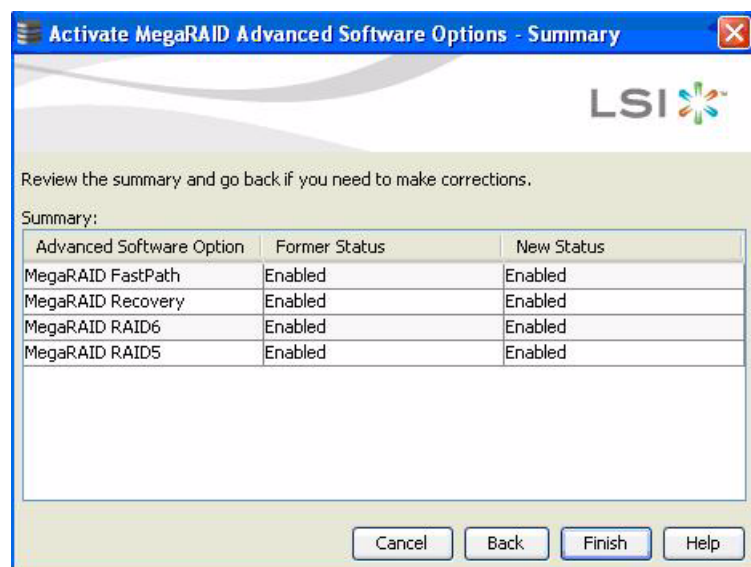 Activate MegaRAID Advanced Software Options - Summary
LSI
Review the summary and go back if you need to make corrections.
Summary:
Advanced Software Option Former Status New Status
MegaRAID FastPath Enabled Enabled
MegaRAID Recovery Enabled Enabled
MegaRAID RAID6 Enabled Enabled
MegaRAID RAID5 Enabled Enabled
Cancel Back Finish Help